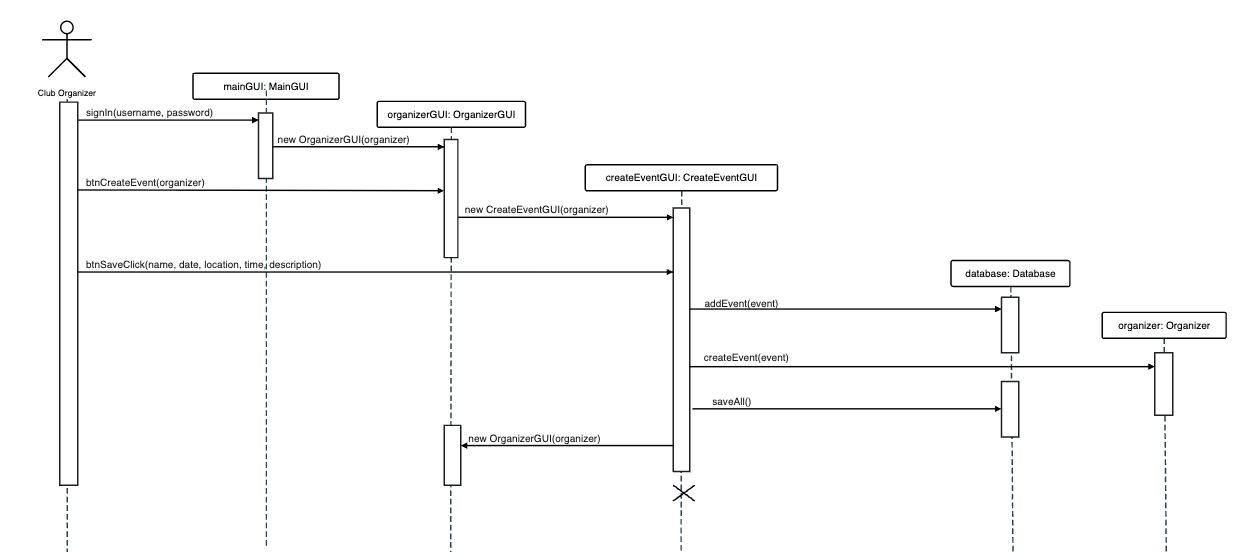 Club Organizer
mainGUI: MainGUI
organizerGUI: OrganizerGUI
signIn(username, password)
new OrganizerGUI(organizer)
createEventGUI: CreateEventGUI
btnCreateEvent(organizer)
new CreateEventGUI(organizer)
btnSaveClick(name, date, location, time, description)
database: Database
addEvent(event)
organizer: Organizer
createEvent(event)
saveAll()
new OrganizerGUI(organizer)